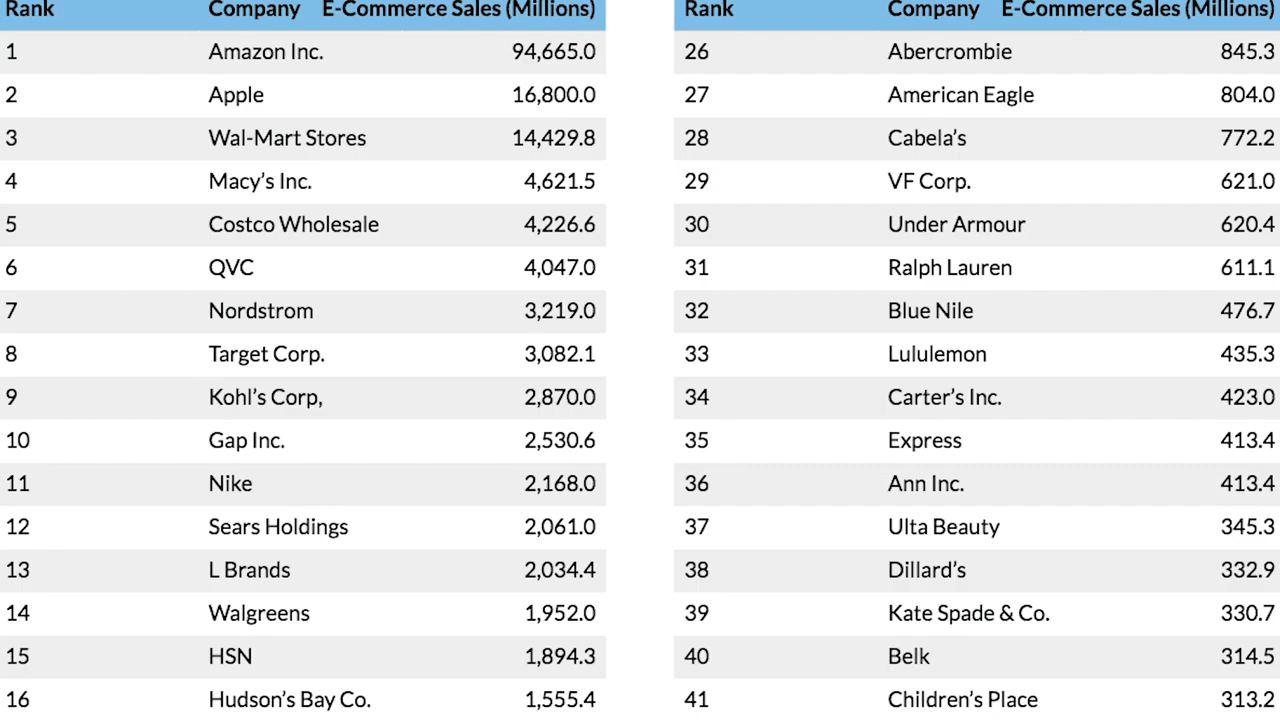 Rank Company E-Commerce Sales (Millions)
1 Amazon Inc. 94,665.0
2 Apple 16,800.0
3 Wal-Mart Stores 14,429.8
4 Macy's Inc. 4,621.5
5 Costco Wholesale 4,226.6
6 QVC 4,047.0
7 Nordstrom 3,219.0
8 Target Corp. 3,082.1
9 Kohl's Corp, 2,870.0
10 Gap Inc. 2,530.6
11 Nike 2,168.0
12 Sears Holdings 2,061.0
13 L Brands 2,034.4
14 Walgreens 1,952.0
15 HSN 1,894.3
16 Hudson's Bay Co. 1,555.4
Rank Company E-Commerce Sales (Millions)
26 Abercrombie 845.3
27 American Eagle 804.0
28 Cabela's 772.2
29 VF Corp. 621.0
30 Under Armour 620.4
31 Ralph Lauren 611.1
32 Blue Nile 476.7
33 Lululemon 435.3
34 Carter's Inc. 423.0
35 Express 413.4
36 Ann Inc. 413.4
37 Ulta Beauty 345.3
38 Dillard's 332.9
39 Kate Spade & Co. 330.7
40 Belk 314.5
41 Children's Place 313.2